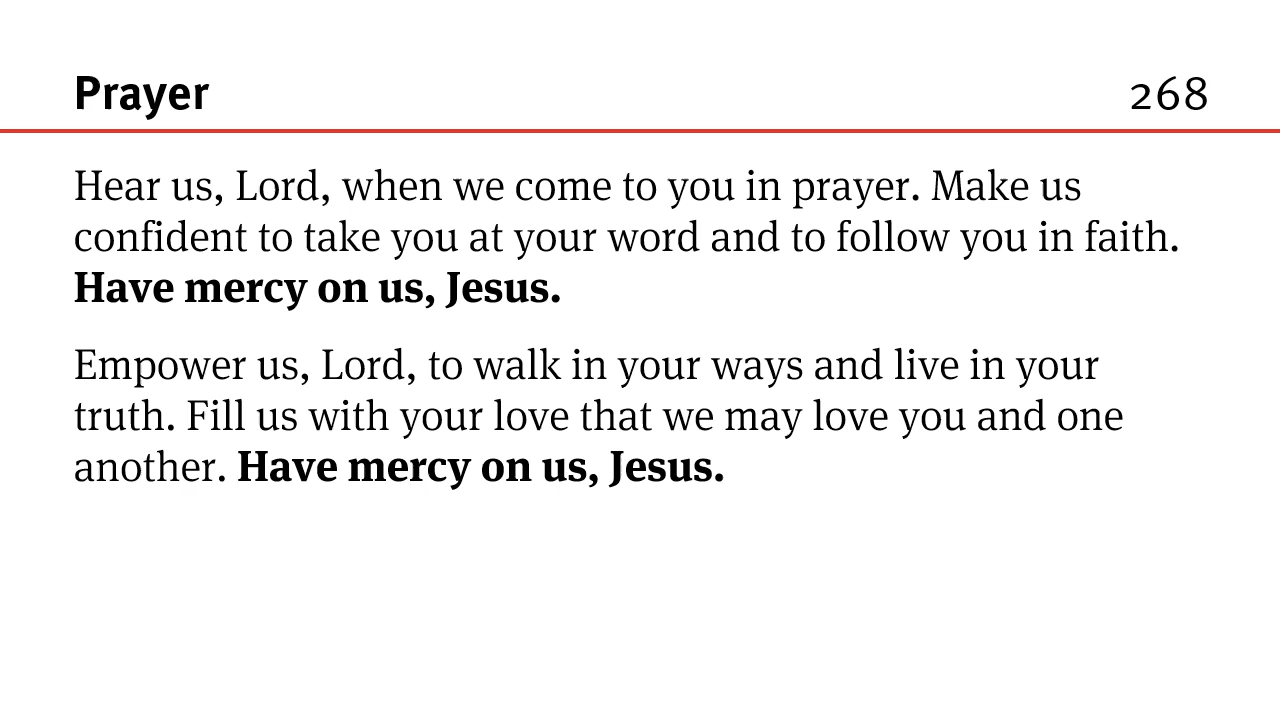 Prayer 268
Hear us, Lord, when we come to you in prayer. Make us
confident to take you at your word and to follow you in faith.
Have mercy on us, Jesus.
Empower us, Lord, to walk in your ways and live in your
truth. Fill us with your love that we may love you and one
another. Have mercy on us, Jesus.